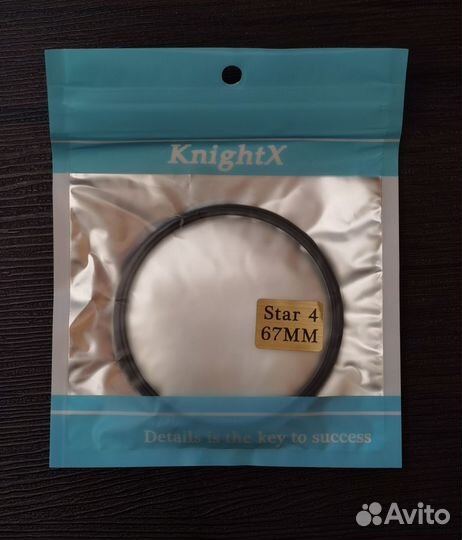 KnightX
Star 4
67MM
Details is the key to success
Avito